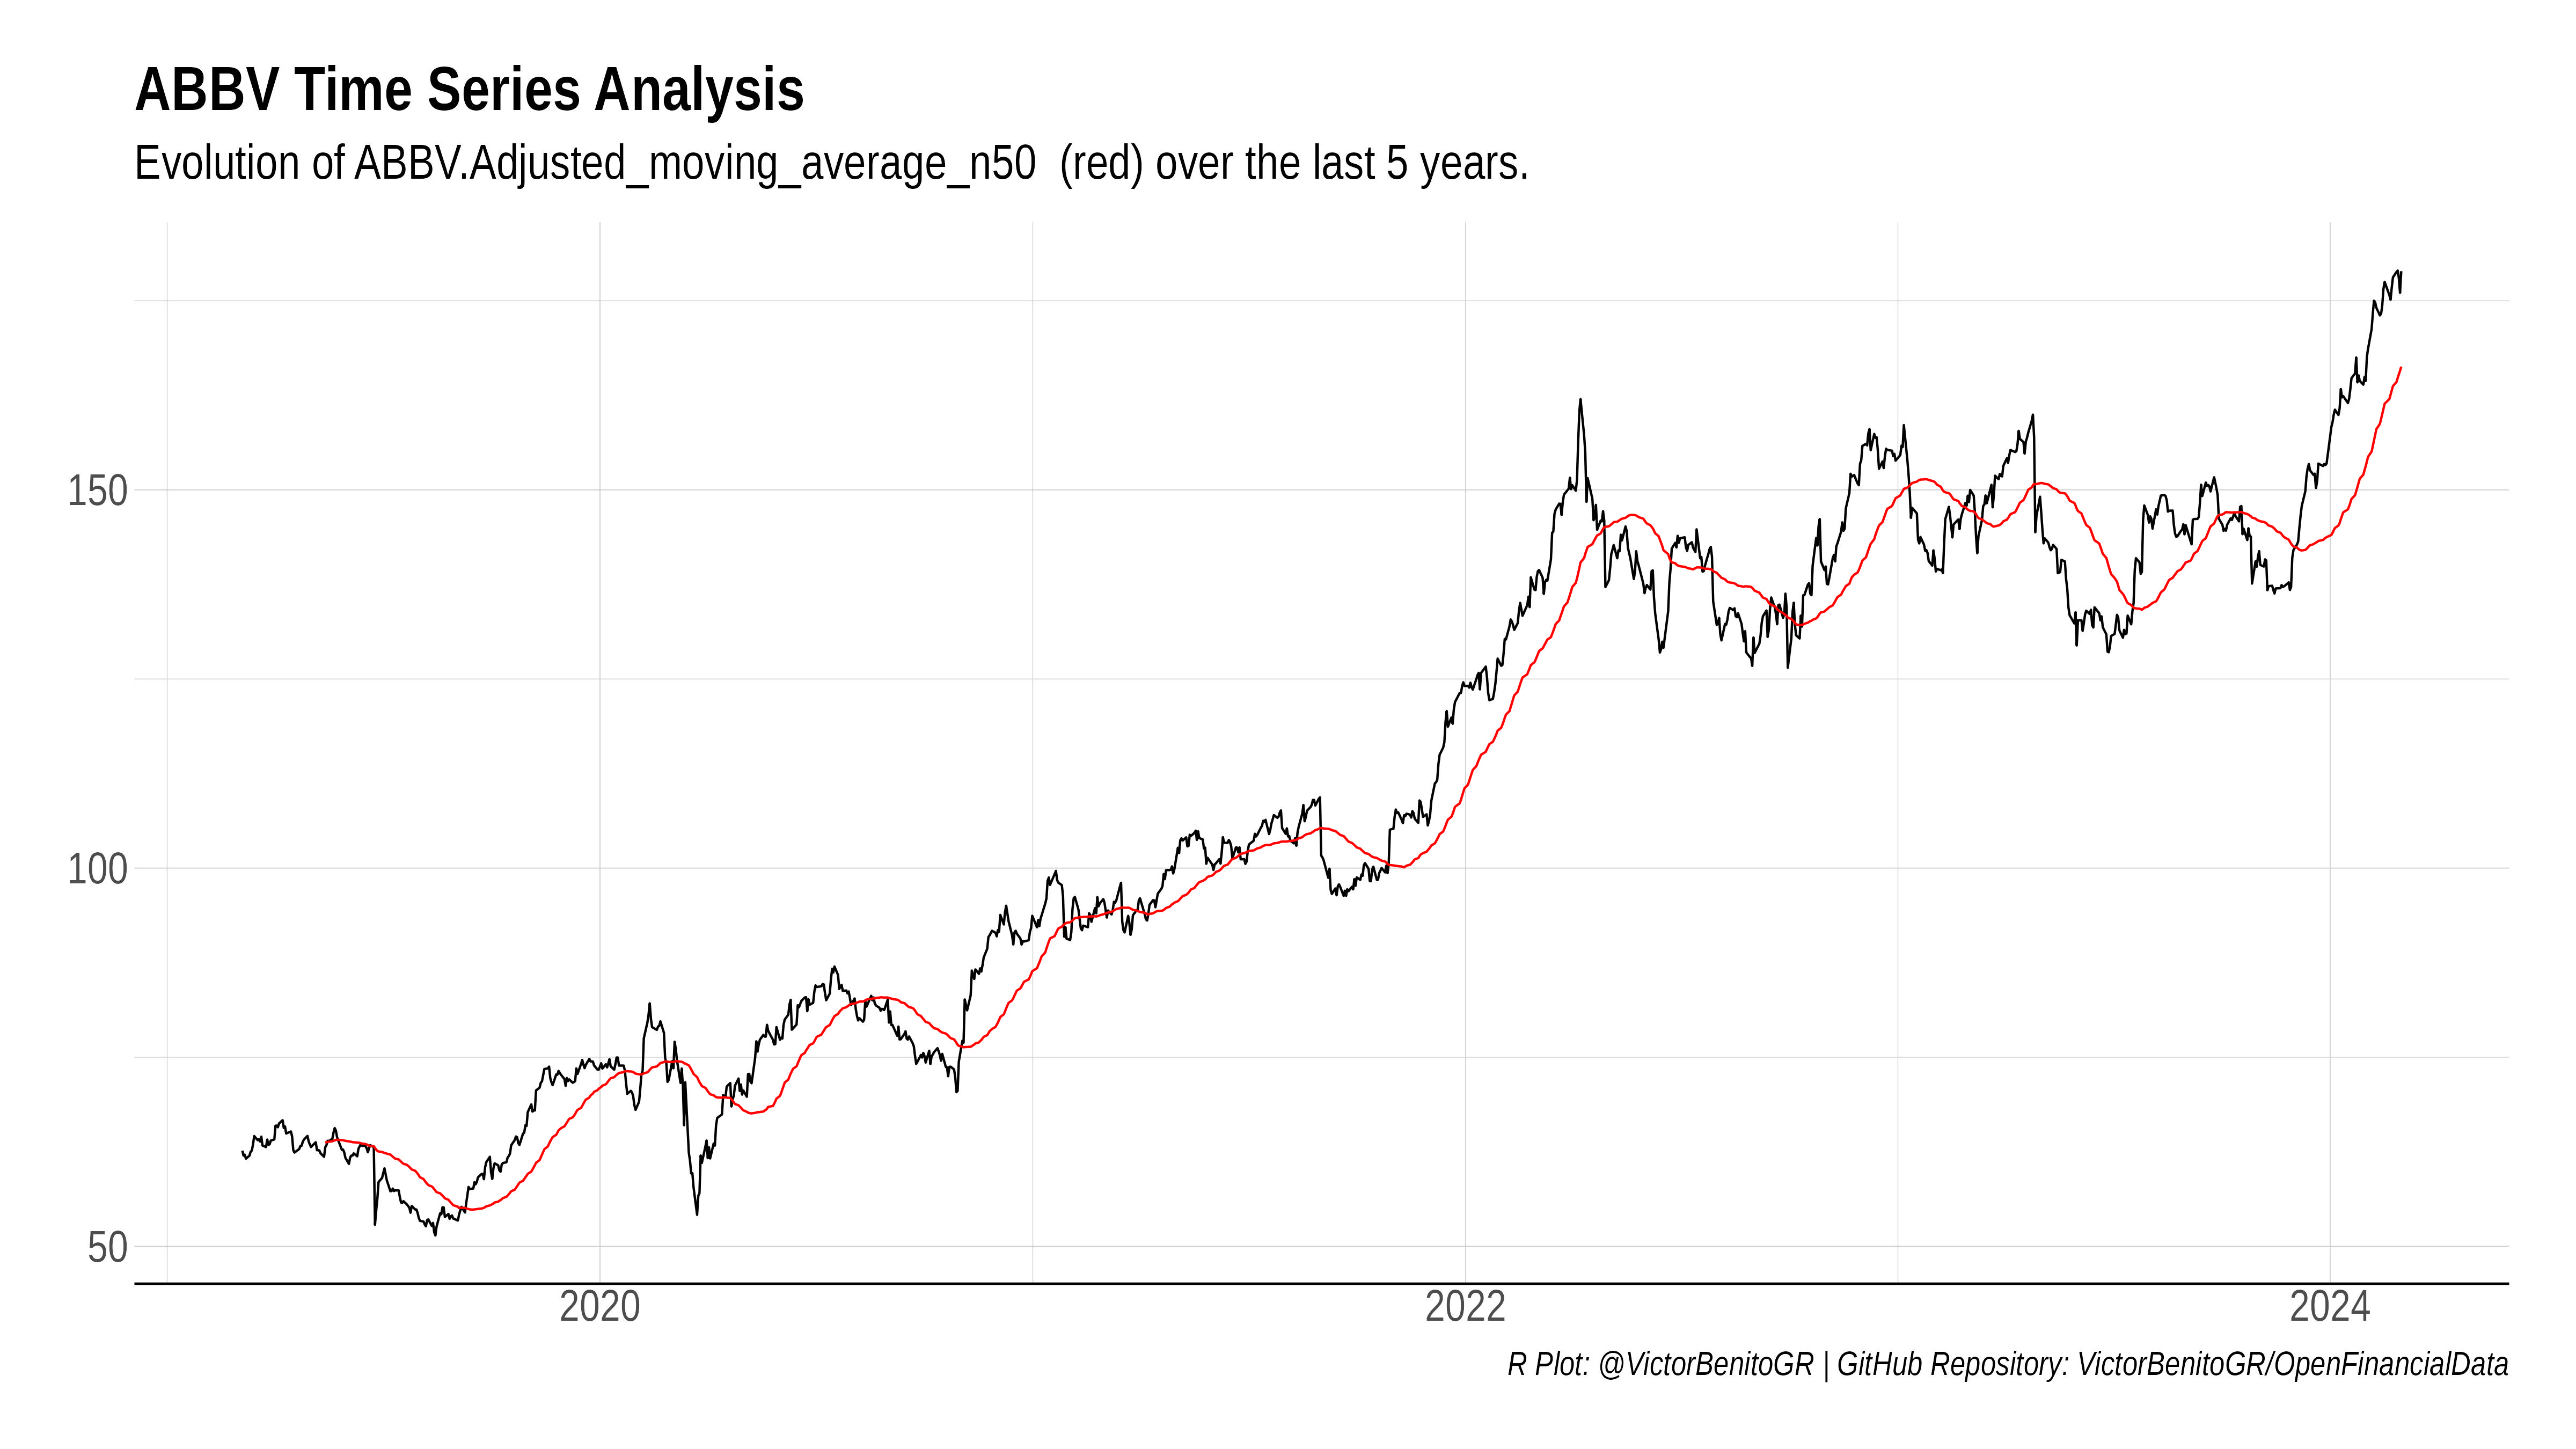 ABBV Time Series Analysis
Evolution of ABBV.Adjusted_moving_average_n50  (red) over the last 5 years.
150
100
50
2020
2022
2024
R Plot: @VictorBenitoGR | GitHub Repository: VictorBenitoGR/OpenFinancialData